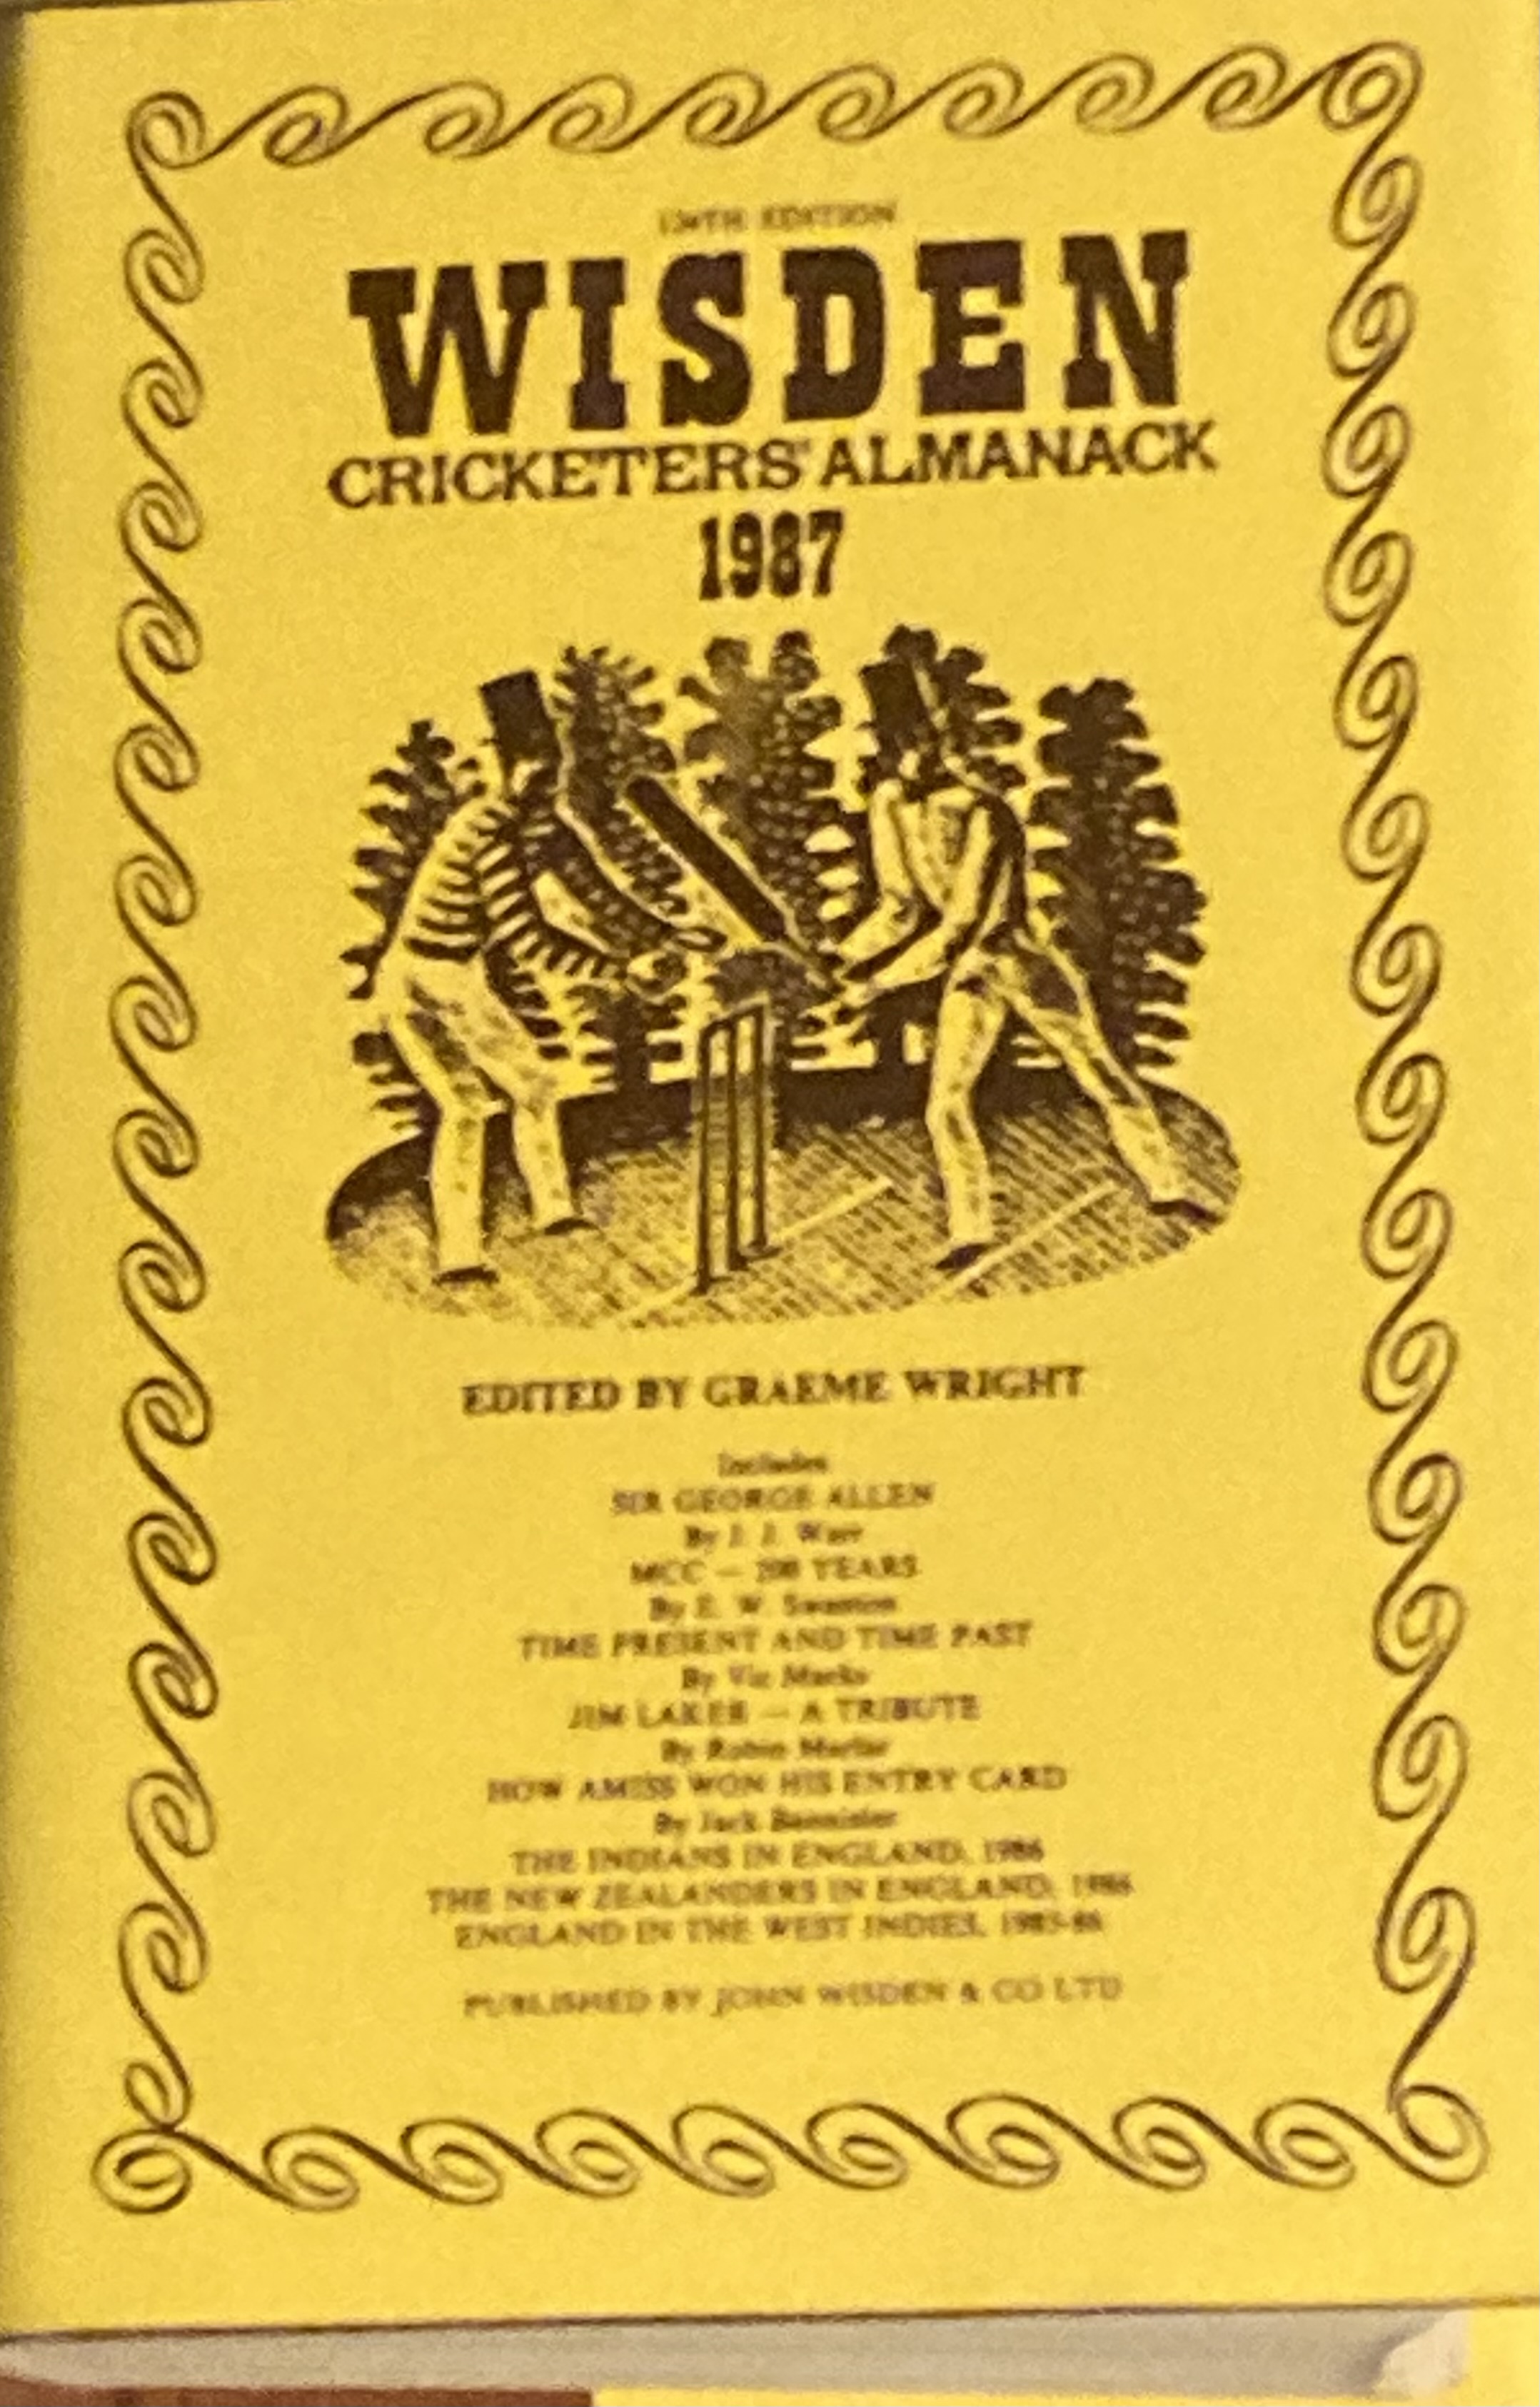 124TH EDITION
WISDEN
CRICKETERS' ALMANACK
1987
EDITED BY GRAEME WRIGHT
Includes
SIR GEORGE ALLEN
By J. J. Warr
MCC – 200 YEARS
By E. W. Swanton
TIME PRESENT AND TIME PAST
By Vic Marks
JIM LAKER – A TRIBUTE
By Robin Marlar
HOW AMISS WON HIS ENTRY CARD
By Jack Bannister
THE INDIANS IN ENGLAND, 1986
THE NEW ZEALANDERS IN ENGLAND, 1986
ENGLAND IN THE WEST INDIES, 1985-86
PUBLISHED BY JOHN WISDEN & CO LTD